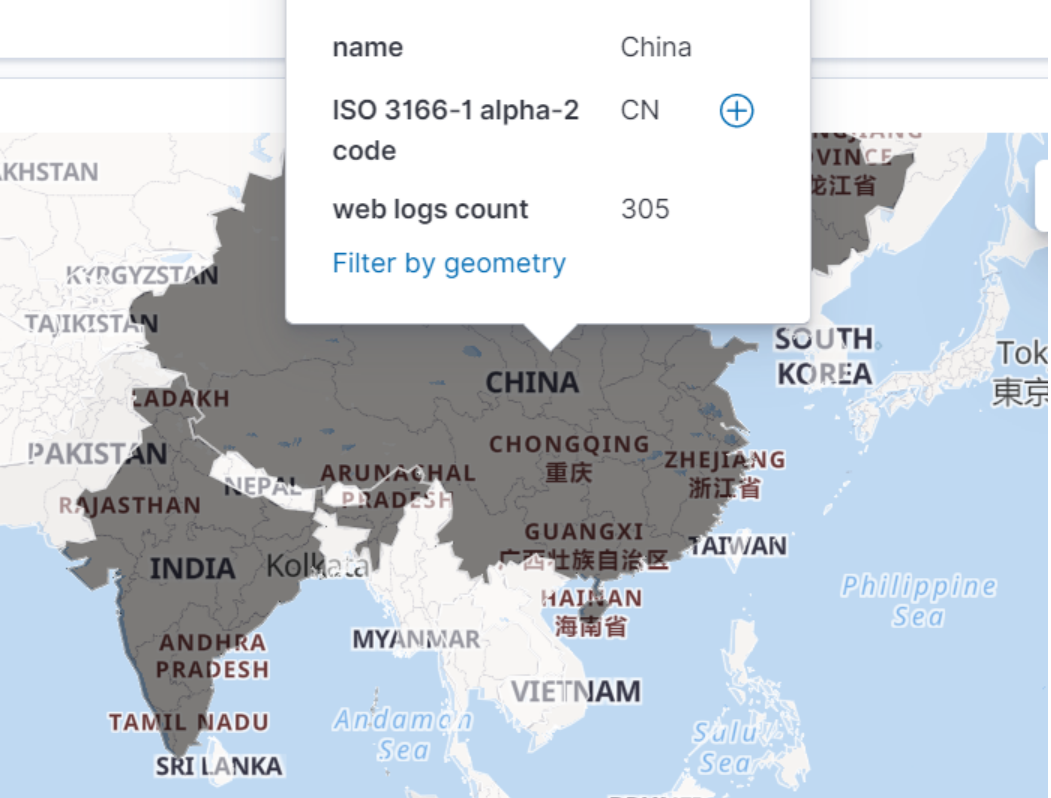 name China
ISO 3166-1 alpha-2 CN
code
web logs count 305
Filter by geometry
VINCE
龙江省
KYRGYZSTAN
TAJIKISTAN
SOUTH
KOREA
東京
CHINA
LADAKH
CHONGQING
重庆
PAKISTAN
ZHEJIANG
浙江省
NEPAL
ARUNACHAL
PRADESH
RAJASTHAN
GUANGXI
广西壮族自治区
TAIWAN
INDIA
Kolkata
Philippine
Sea
HAINAN
海南省
MYANMAR
ANDHRA
PRADESH
VIETNAM
TAMIL NADU
Andaman
Sea
Sulu
Sea
SRI LANKA